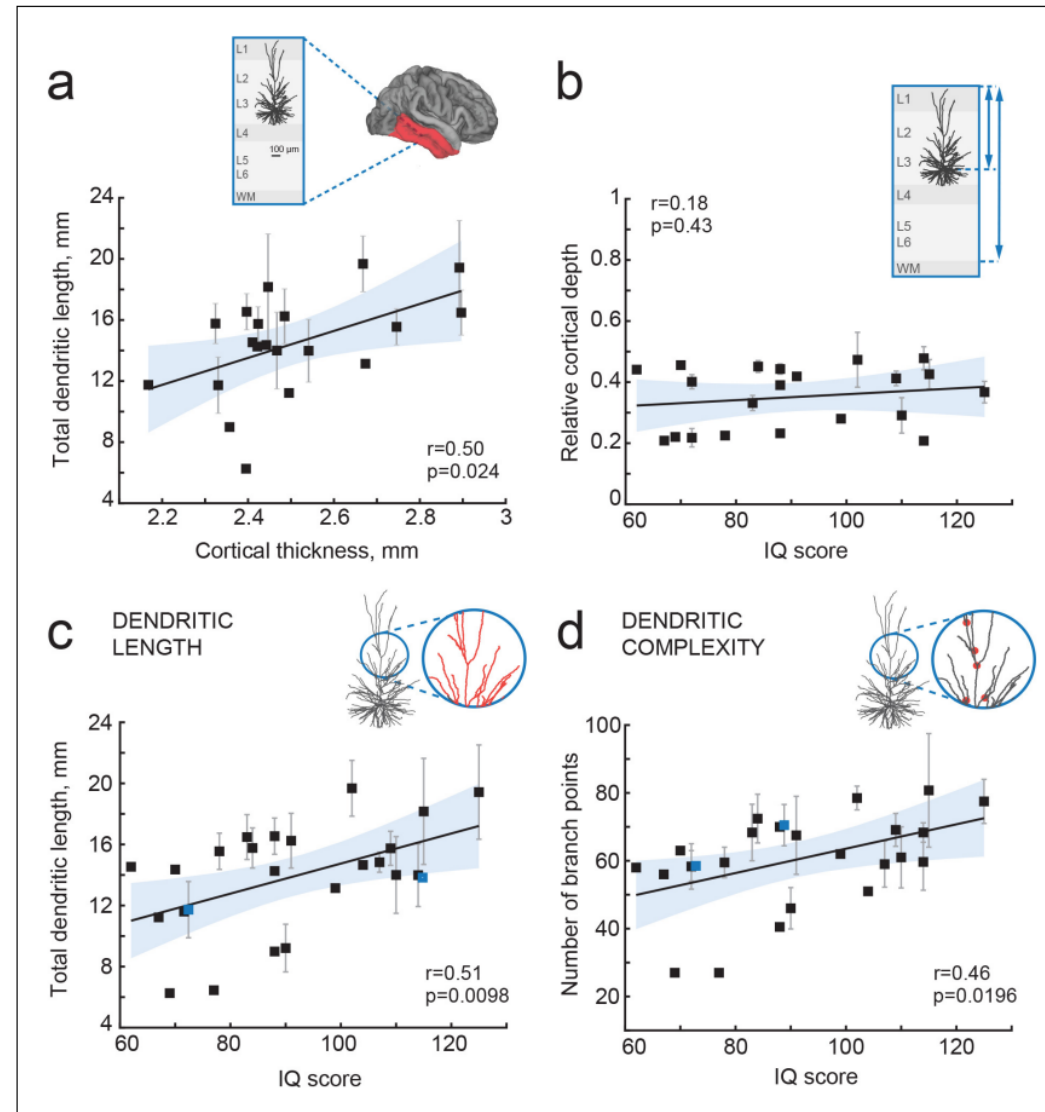 a
L1
L2
L3
L4
100 µm
L5
L6
WM
24
20
16
12
8
4
Total dendritic length, mm
r=0.50
p=0.024
2.2 2.4 2.6 2.8 3
Cortical thickness, mm
b
L1
L2
L3
L4
L5
L6
WM
r=0.18
p=0.43
1
0.8
0.6
0.4
0.2
0
Relative cortical depth
60 80 100 120
IQ score
c DENDRITIC
LENGTH
24
20
16
12
8
4
Total dendritic length, mm
r=0.51
p=0.0098
60 80 100 120
IQ score
d DENDRITIC
COMPLEXITY
100
80
60
40
20
Number of branch points
r=0.46
p=0.0196
60 80 100 120
IQ score